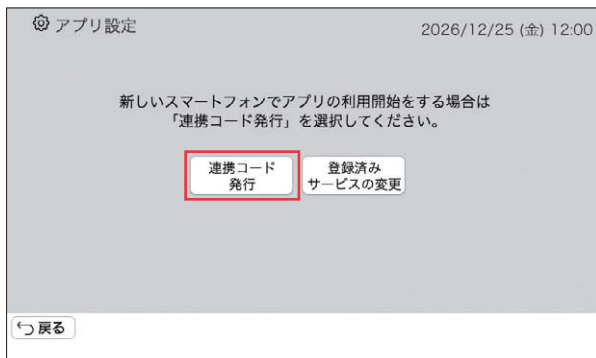 アプリ設定
2026/12/25 (金) 12:00
新しいスマートフォンでアプリの利用開始をする場合は
「連携コード発行」を選択してください。
連携コード
発行
登録済み
サービスの変更
戻る